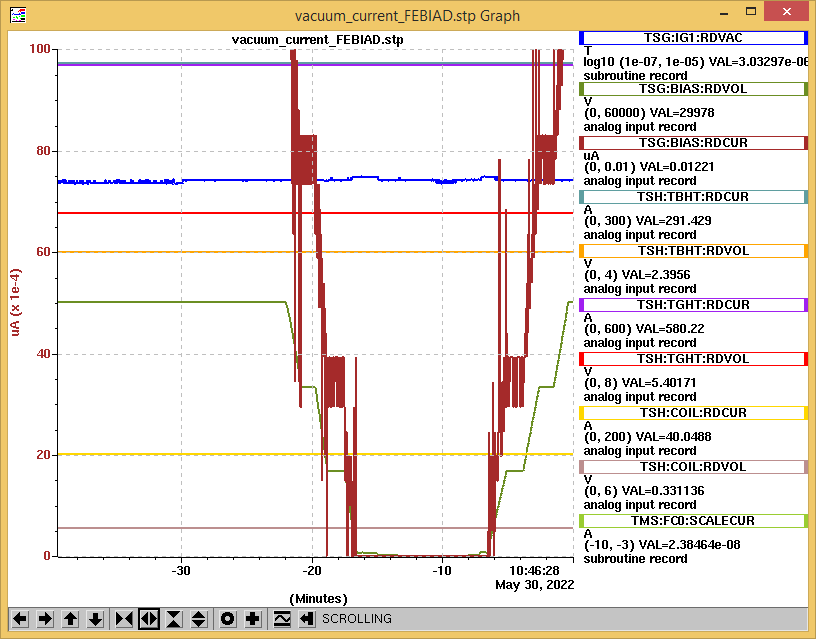 vacuum_current_FEBIAD.stp Graph
vacuum_current_FEBIAD.stp
100
80
60
40
20
0
uA (x 1e-4)
-30
-20
-10
10:46:28
May 30, 2022
(Minutes)
TSG:IG1:RDVAC
T
log10 (1e-07, 1e-05) VAL=3.03297e-06
subroutine record
TSG:BIAS:RDVOL
V
(0, 60000) VAL=29978
analog input record
TSG:BIAS:RDCUR
uA
(0, 0.01) VAL=0.01221
analog input record
TSH:TBHT:RDCUR
A
(0, 300) VAL=291.429
analog input record
TSH:TBHT:RDVOL
V
(0, 4) VAL=2.3956
analog input record
TSH:TGHT:RDCUR
A
(0, 600) VAL=580.22
analog input record
TSH:TGHT:RDVOL
V
(0, 8) VAL=5.40171
analog input record
TSH:COIL:RDCUR
A
(0, 200) VAL=40.0488
analog input record
TSH:COIL:RDVOL
V
(0, 6) VAL=0.331136
analog input record
TMS:FC0:SCALECUR
A
(-10, -3) VAL=2.38464e-08
subroutine record
SCROLLING